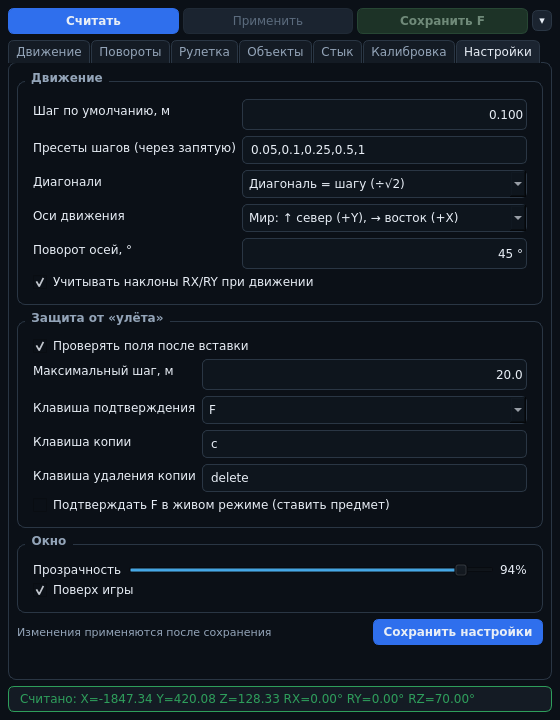 Считать Применить Сохранить F ▾
Движение Повороты Рулетка Объекты Стык Калибровка Настройки
Движение
Шаг по умолчанию, м 0.100
Пресеты шагов (через запятую) 0.05,0.1,0.25,0.5,1
Диагонали Диагональ = шагу (÷√2)
Оси движения Мир: ↑ север (+Y), → восток (+X)
Поворот осей, ° 45 °
✓ Учитывать наклоны RX/RY при движении
Защита от «улёта»
✓ Проверять поля после вставки
Максимальный шаг, м 20.0
Клавиша подтверждения F
Клавиша копии c
Клавиша удаления копии delete
Подтверждать F в живом режиме (ставить предмет)
Окно
Прозрачность 94%
✓ Поверх игры
Изменения применяются после сохранения Сохранить настройки
Считано: X=-1847.34 Y=420.08 Z=128.33 RX=0.00° RY=0.00° RZ=70.00°